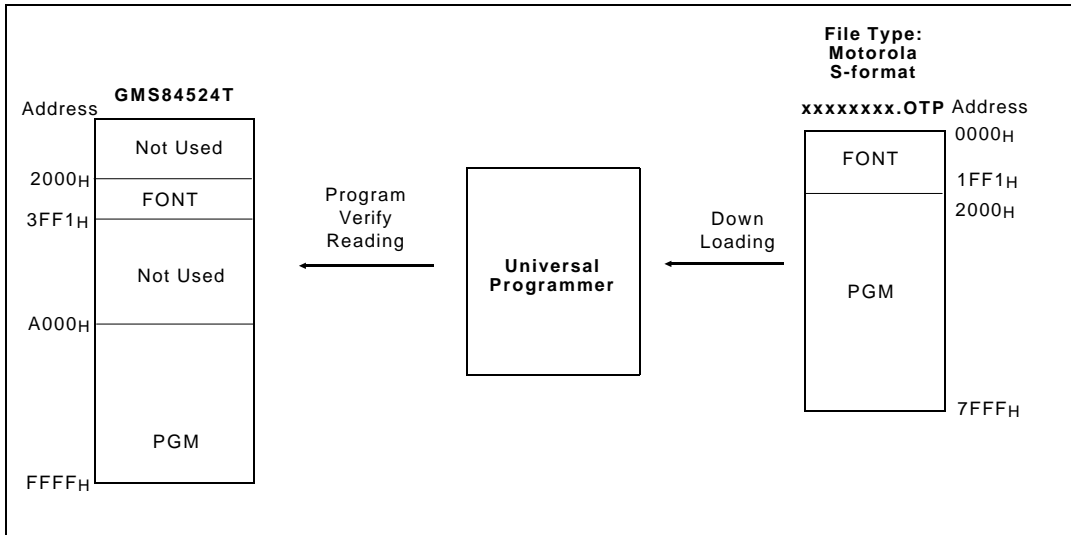 GMS84524T
Address
Not Used
2000H
FONT
3FF1H
Not Used
A000H
PGM
FFFFH
Program
Verify
Reading
Universal
Programmer
Down
Loading
File Type:
Motorola
S-format
xxxxxxxx.OTP Address
0000H
FONT
1FF1H
2000H
PGM
7FFFH